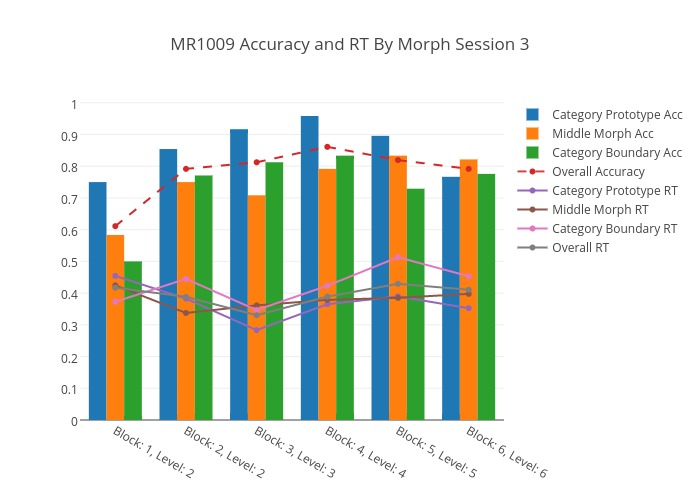 MR1009 Accuracy and RT By Morph Session 3
1
0.9
0.8
0.7
0.6
0.5
0.4
0.3
0.2
0.1
0
Block: 1, Level: 2
Block: 2, Level: 2
Block: 3, Level: 3
Block: 4, Level: 4
Block: 5, Level: 5
Block: 6, Level: 6
Category Prototype Acc
Middle Morph Acc
Category Boundary Acc
Overall Accuracy
Category Prototype RT
Middle Morph RT
Category Boundary RT
Overall RT